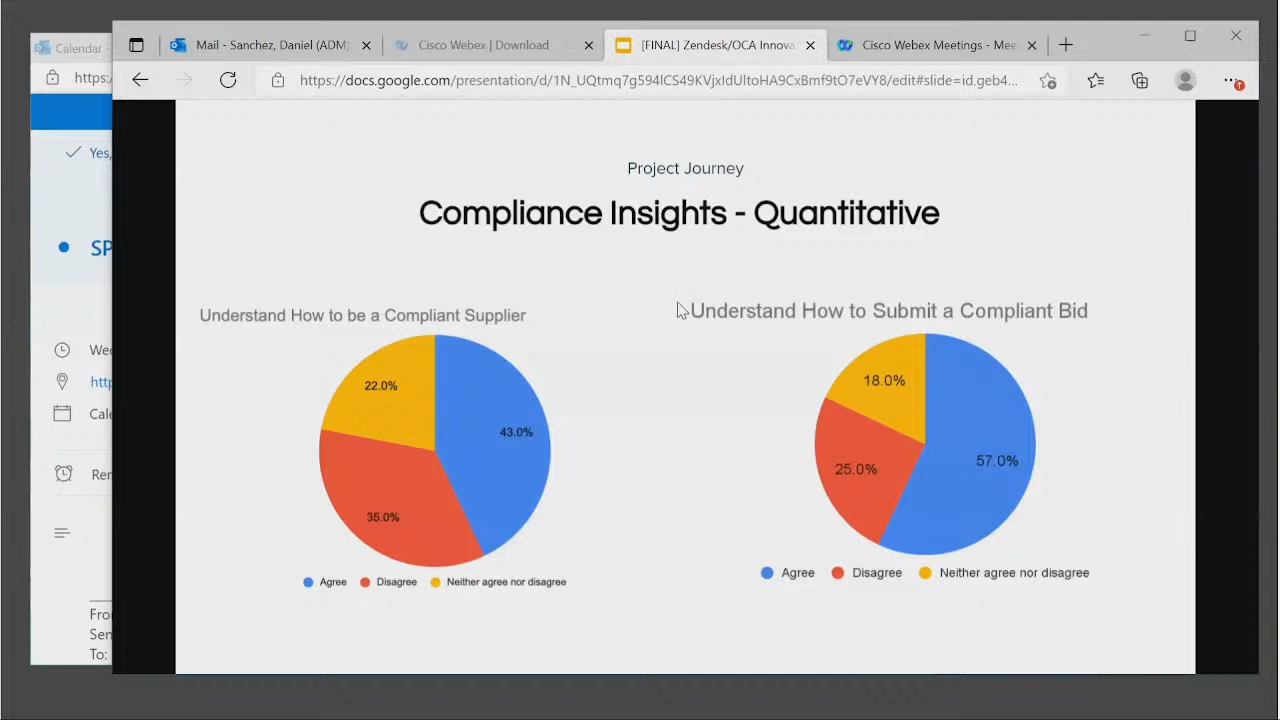 Calendar -
Mail - Sanchez, Daniel (ADM)
Cisco Webex | Download
[FINAL] Zendesk/OCA Innova
Cisco Webex Meetings - Mee
https:
https://docs.google.com/presentation/d/1N_UQtmq7g594lCS49KVjxIdUltoHA9CxBmf9tO7eVY8/edit#slide=id.geb4...
Yes,
SP
Wed
http
Cale
Rem
From
Sen
To:
Project Journey
Compliance Insights - Quantitative
Understand How to be a Compliant Supplier
22.0%
43.0%
35.0%
Agree Disagree Neither agree nor disagree
Understand How to Submit a Compliant Bid
18.0%
57.0%
25.0%
Agree Disagree Neither agree nor disagree